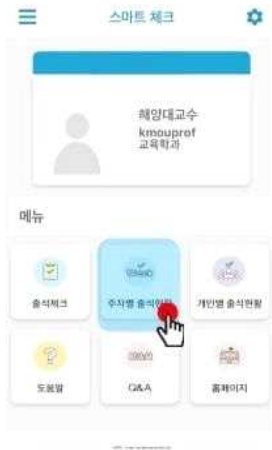 스마트 체크
해양대교수
kmouprof
교육학과
메뉴
출석체크
주차별 출석현황
개인별 출석현황
도움말
Q&A
홈페이지